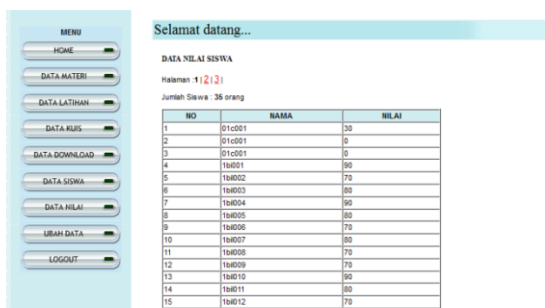 MENU
HOME
DATA MATERI
DATA LATIHAN
DATA KUIS
DATA DOWNLOAD
DATA SISWA
DATA NILAI
UBAH DATA
LOGOUT
Selamat datang...
DATA NILAI SISWA
Halaman :1 | 2 | 3 |
Jumlah Siswa : 35 orang
NO NAMA NILAI
1 01c001 30
2 01c001 0
3 01c001 0
4 1bil001 90
5 1bil002 70
6 1bil003 80
7 1bil004 90
8 1bil005 80
9 1bil006 70
10 1bil007 80
11 1bil008 70
12 1bil009 70
13 1bil010 90
14 1bil011 80
15 1bil012 70